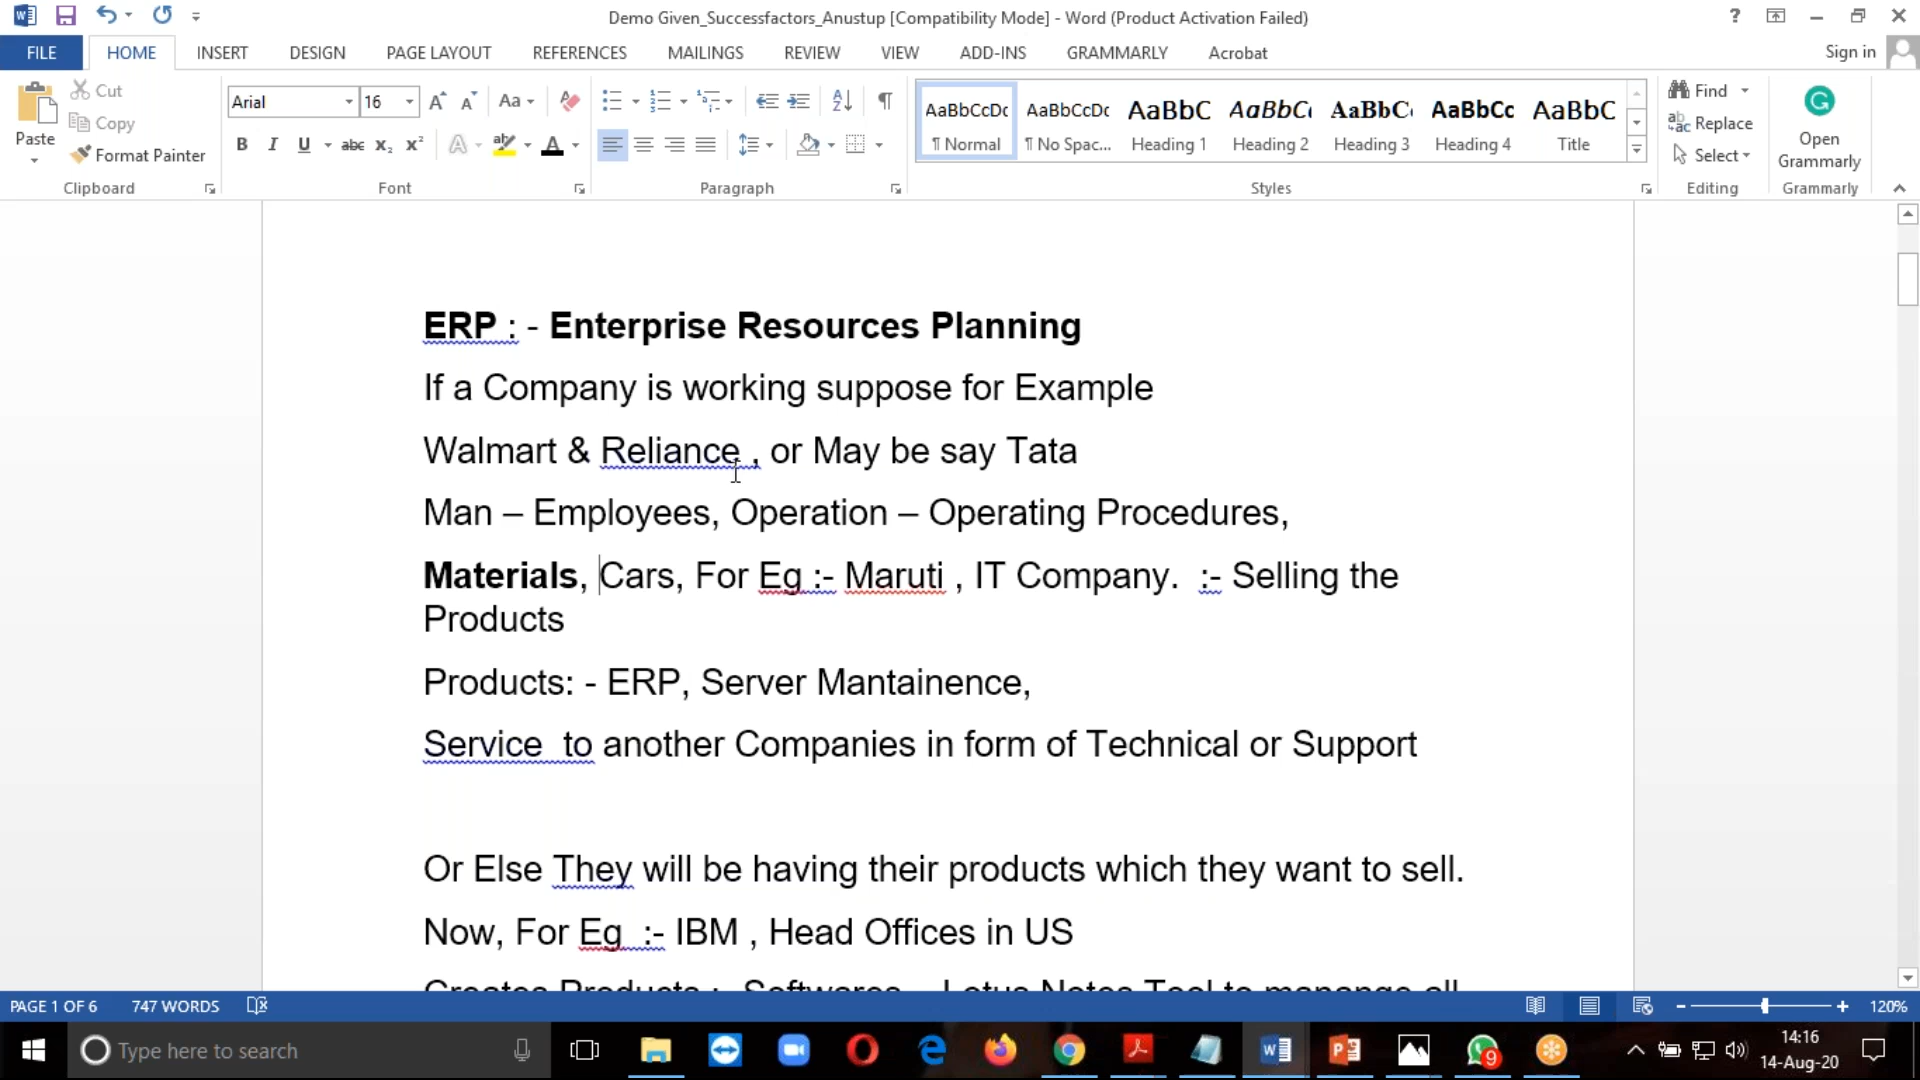 Demo Given_Successfactors_Anustup [Compatibility Mode] - Word (Product Activation Failed)
FILE HOME INSERT DESIGN PAGE LAYOUT REFERENCES MAILINGS REVIEW VIEW ADD-INS GRAMMARLY Acrobat Sign in
Paste
Cut
Copy
Format Painter
Clipboard
Arial 16
Font
Paragraph
AaBbCcDc AaBbCcDc AaBbC AaBbC AaBbC AaBbCc AaBbC
¶ Normal ¶ No Spac... Heading 1 Heading 2 Heading 3 Heading 4 Title
Styles
Find
Replace
Select
Editing
Open
Grammarly
Grammarly
ERP : - Enterprise Resources Planning
If a Company is working suppose for Example
Walmart & Reliance , or May be say Tata
Man – Employees, Operation – Operating Procedures,
Materials, Cars, For Eg :- Maruti , IT Company.  :- Selling the
Products
Products: - ERP, Server Mantainence,
Service  to another Companies in form of Technical or Support
Or Else They will be having their products which they want to sell.
Now, For Eg  :- IBM , Head Offices in US
PAGE 1 OF 6 747 WORDS 120%
Type here to search
9
14:16
14-Aug-20